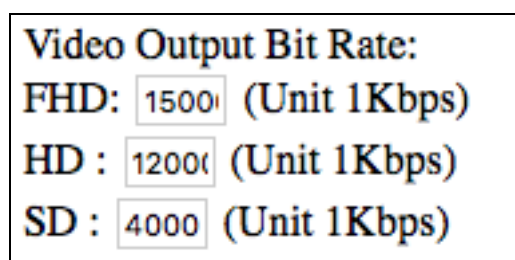 Video Output Bit Rate:
FHD: 1500 (Unit 1Kbps)
HD : 1200 (Unit 1Kbps)
SD : 4000 (Unit 1Kbps)